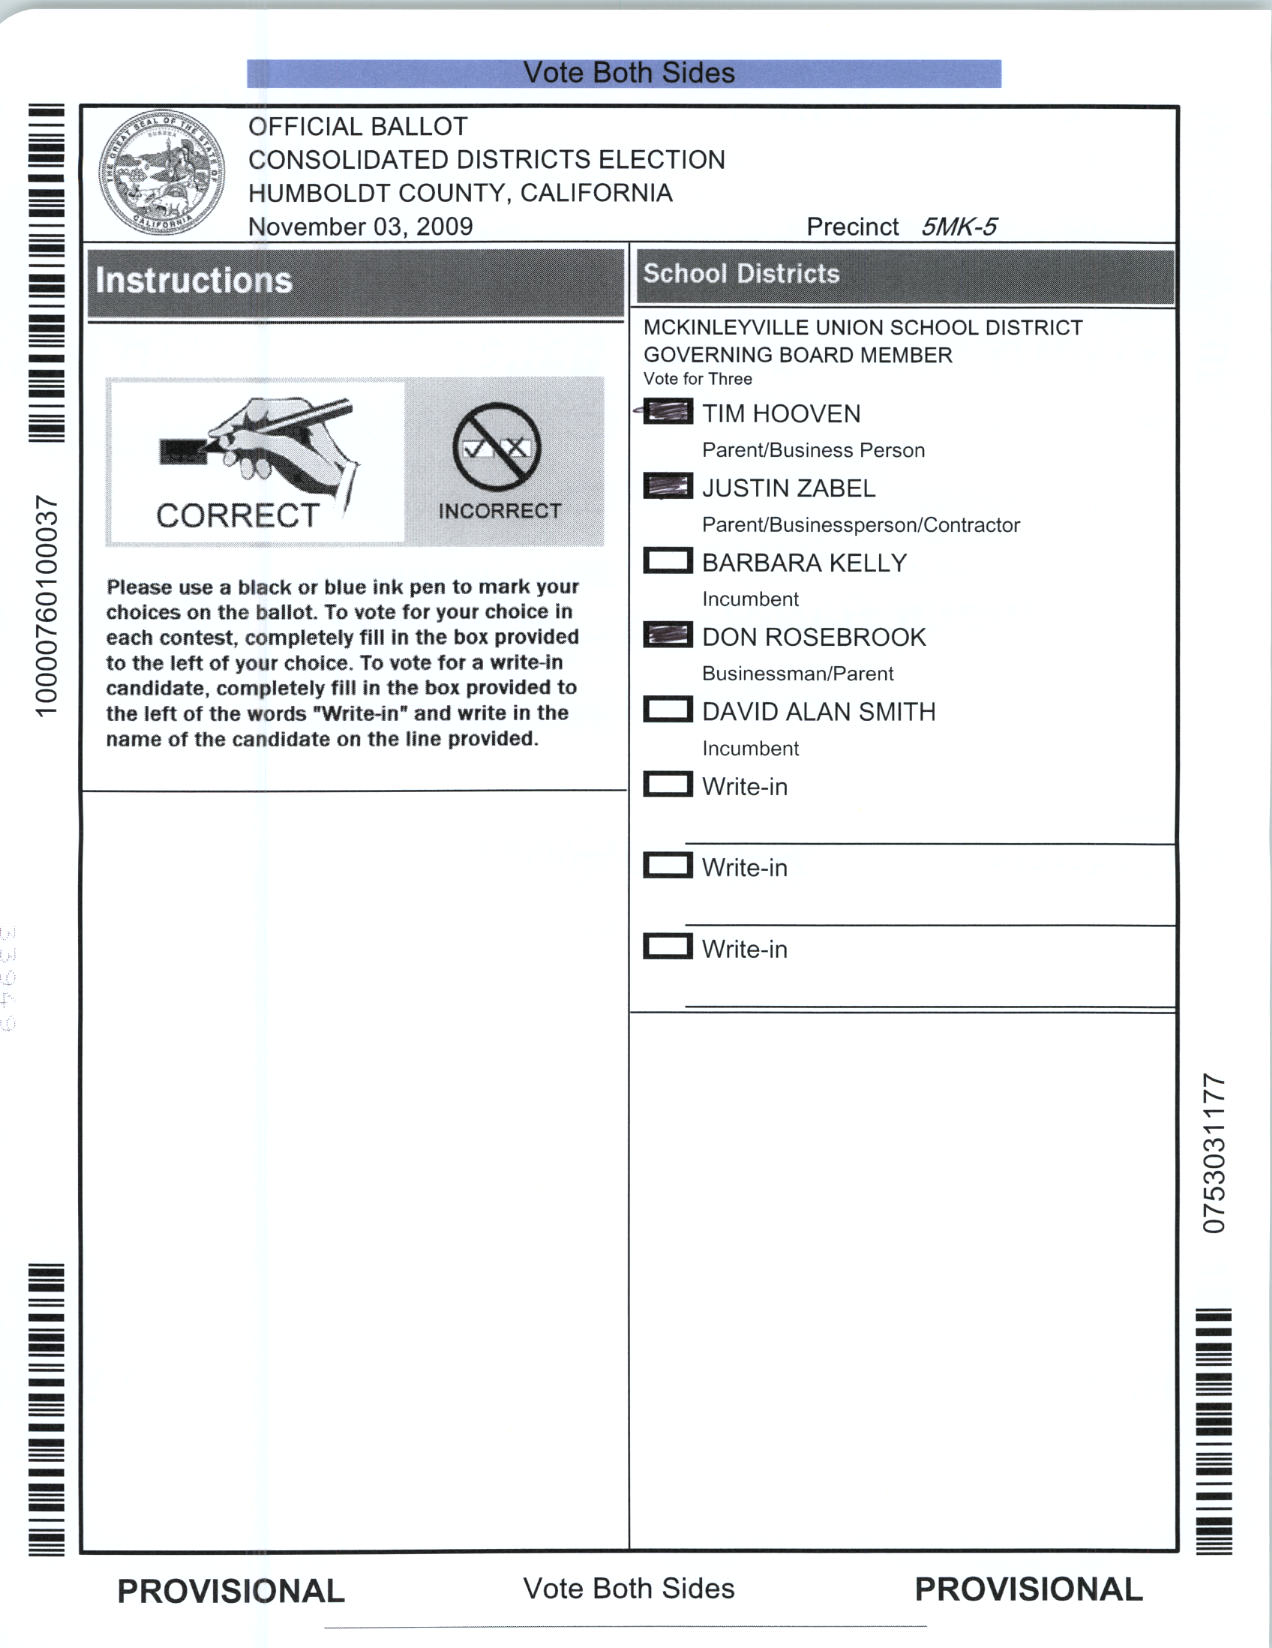 Vote Both Sides
OFFICIAL BALLOT
CONSOLIDATED DISTRICTS ELECTION
HUMBOLDT COUNTY, CALIFORNIA
November 03, 2009
Precinct 5MK-5
THE GREAT SEAL OF THE STATE OF CALIFORNIA
EUREKA
Instructions
CORRECT
INCORRECT
Please use a black or blue ink pen to mark your
choices on the ballot. To vote for your choice in
each contest, completely fill in the box provided
to the left of your choice. To vote for a write-in
candidate, completely fill in the box provided to
the left of the words "Write-in" and write in the
name of the candidate on the line provided.
School Districts
MCKINLEYVILLE UNION SCHOOL DISTRICT
GOVERNING BOARD MEMBER
Vote for Three
TIM HOOVEN
Parent/Business Person
JUSTIN ZABEL
Parent/Businessperson/Contractor
BARBARA KELLY
Incumbent
DON ROSEBROOK
Businessman/Parent
DAVID ALAN SMITH
Incumbent
Write-in
Write-in
Write-in
10000760100037
0753031177
PROVISIONAL
Vote Both Sides
PROVISIONAL